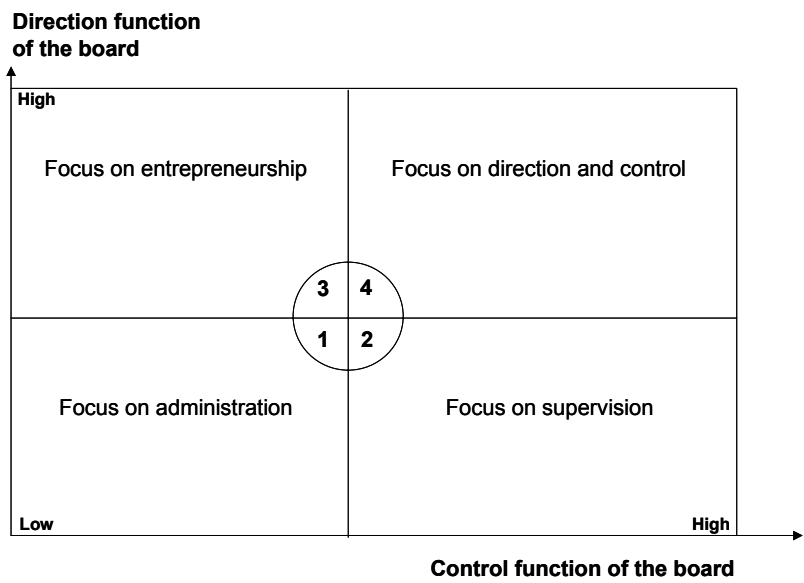 Direction function
of the board
High
Focus on entrepreneurship
Focus on direction and control
3 4
1 2
Focus on administration
Focus on supervision
Low
High
Control function of the board